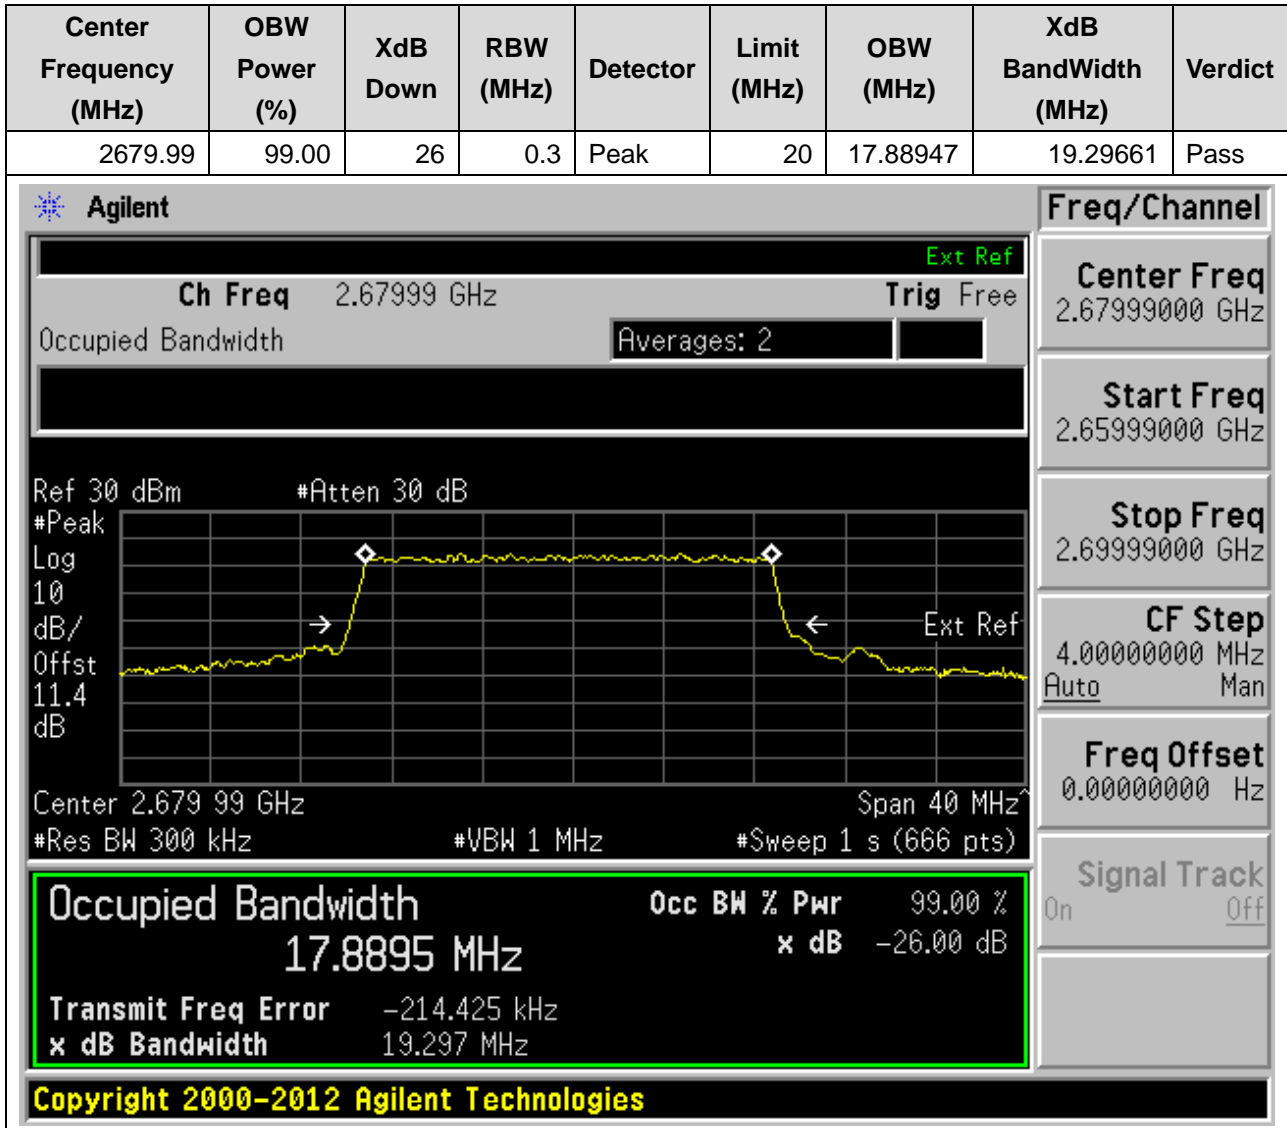 Center Frequency (MHz) OBW Power (%) XdB Down RBW (MHz) Detector Limit (MHz) OBW (MHz) XdB BandWidth (MHz) Verdict
2679.99 99.00 26 0.3 Peak 20 17.88947 19.29661 Pass
Agilent
Freq/Channel
Ext Ref
Ch Freq 2.67999 GHz Trig Free
Occupied Bandwidth Averages: 2
Center Freq
2.67999000 GHz
Start Freq
2.65999000 GHz
Stop Freq
2.69999000 GHz
CF Step
4.00000000 MHz
Auto Man
Freq Offset
0.00000000 Hz
Signal Track
On Off
Ref 30 dBm #Atten 30 dB
#Peak
Log
10
dB/
Offst
11.4
dB
Ext Ref
Center 2.679 99 GHz Span 40 MHz^
#Res BW 300 kHz #VBW 1 MHz #Sweep 1 s (666 pts)
Occupied Bandwidth
17.8895 MHz
Occ BW % Pwr 99.00 %
x dB -26.00 dB
Transmit Freq Error -214.425 kHz
x dB Bandwidth 19.297 MHz
Copyright 2000-2012 Agilent Technologies